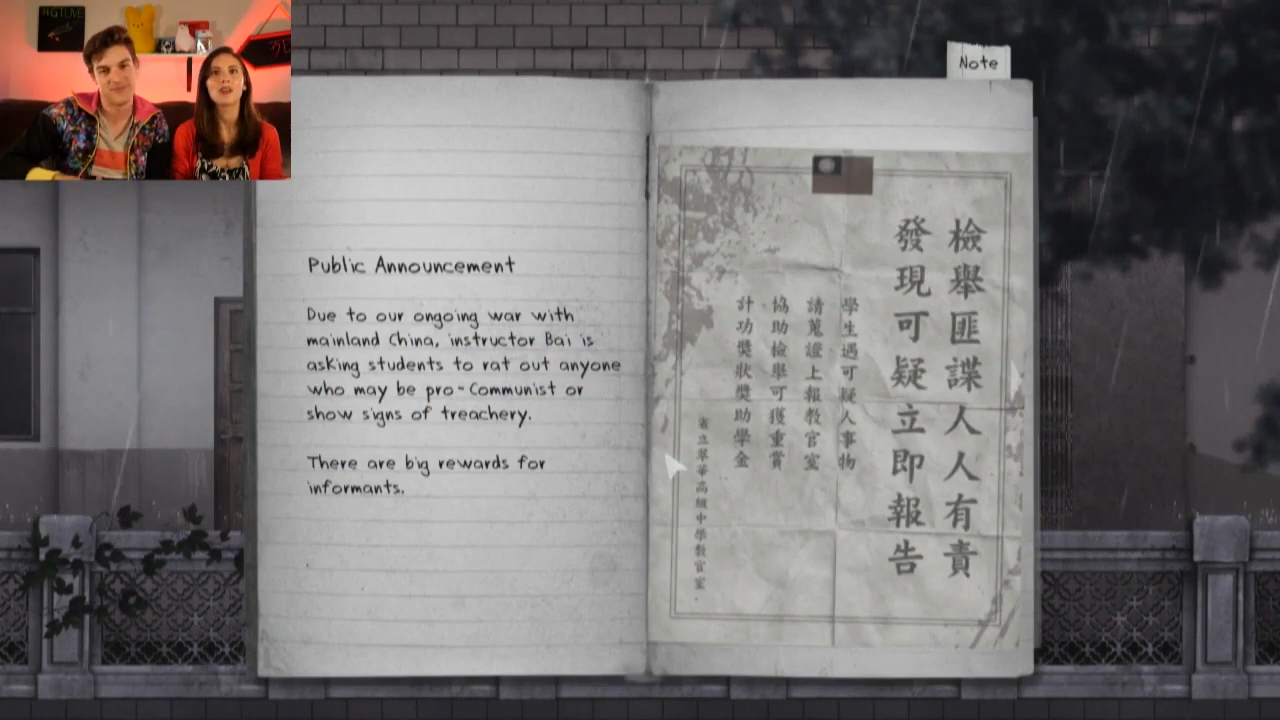 #GTLIVE
Note
Public Announcement
Due to our ongoing war with
mainland China, instructor Bai is
asking students to rat out anyone
who may be pro-Communist or
show signs of treachery.
There are big rewards for
informants.
檢舉匪諜人人有責
發現可疑立即報告
學生遇可疑人事物
請蒐證上報教官室
協助檢舉可獲重賞
計功獎狀獎助學金
省立翠華高級中學教官室